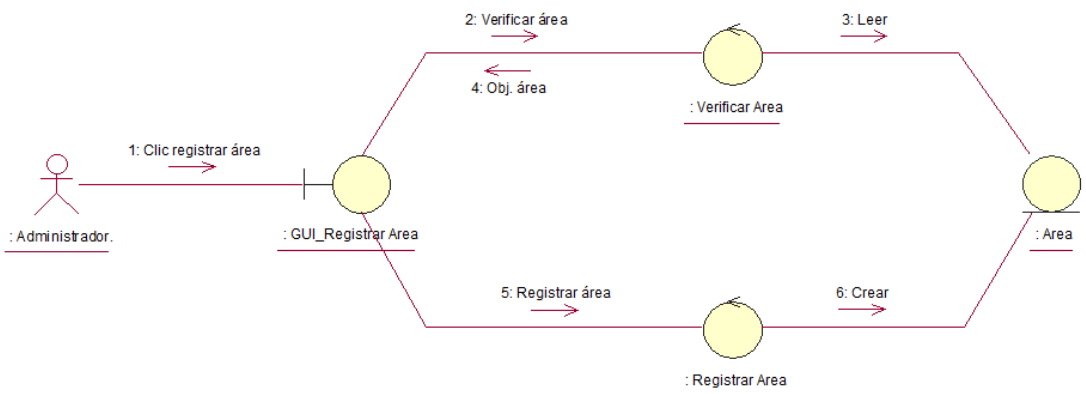 2: Verificar área
3: Leer
4: Obj. área
: Verificar Area
1: Clic registrar área
: Administrador.
: GUI_Registrar Area
: Area
5: Registrar área
6: Crear
: Registrar Area